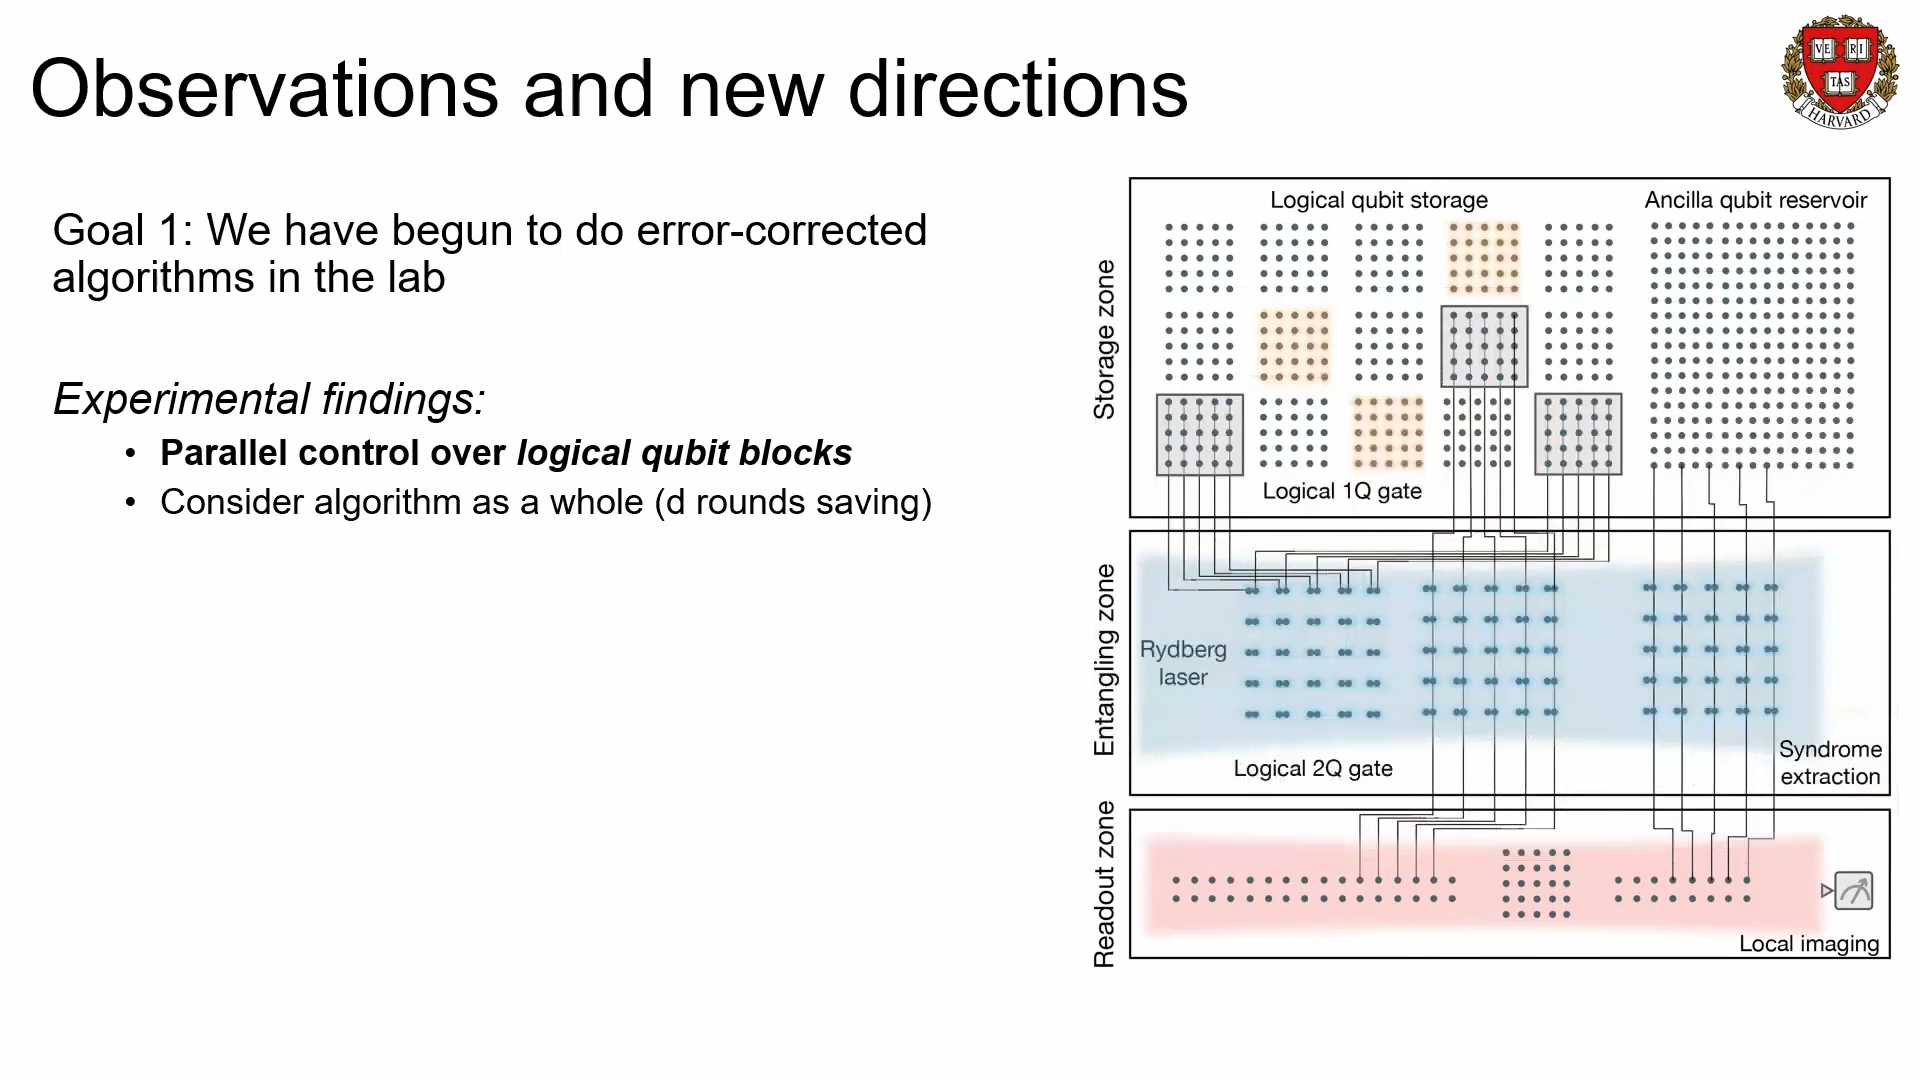 Observations and new directions
VE RI
TAS
HARVARD
Goal 1: We have begun to do error-corrected
algorithms in the lab
Experimental findings:
• Parallel control over logical qubit blocks
• Consider algorithm as a whole (d rounds saving)
Storage zone
Logical qubit storage
Ancilla qubit reservoir
Logical 1Q gate
Entangling zone
Rydberg
laser
Logical 2Q gate
Syndrome
extraction
Readout zone
Local imaging